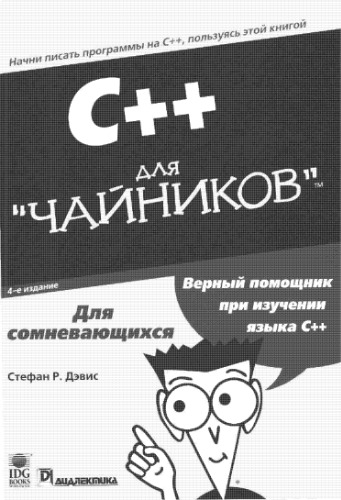 Начни писать программы на C++, пользуясь этой книгой
C++
для
"ЧАЙНИКОВ"™
4-е издание
Верный помощник
при изучении
языка C++
Для
сомневающихся
Стефан Р. Дэвис
IDG
BOOKS
WORLDWIDE
ДИАЛЕКТИКА